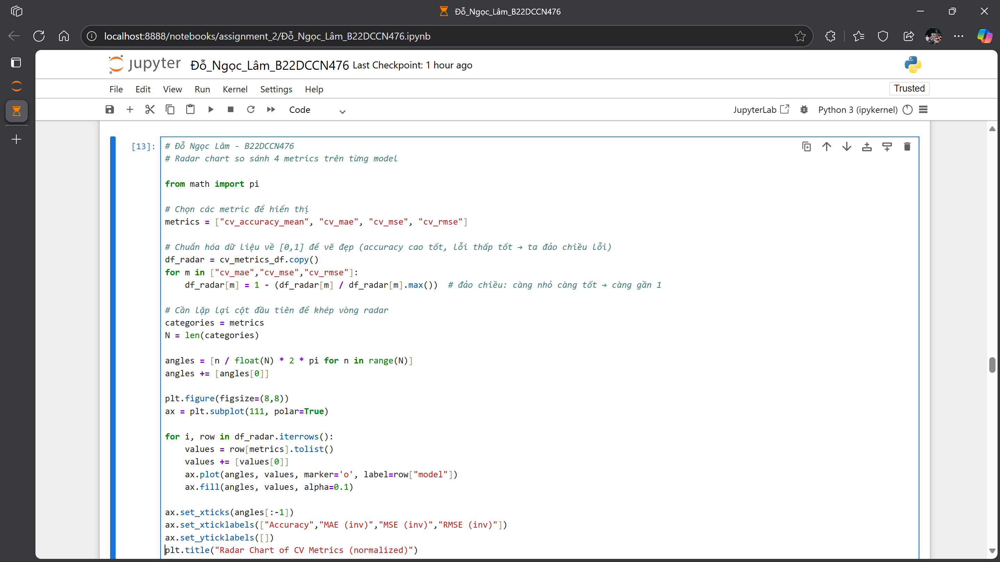 Đỗ_Ngọc_Lâm_B22DCCN476
localhost:8888/notebooks/assignment_2/Đỗ_Ngọc_Lâm_B22DCCN476.ipynb
jupyter Đỗ_Ngọc_Lâm_B22DCCN476 Last Checkpoint: 1 hour ago
File Edit View Run Kernel Settings Help Trusted
Code JupyterLab Python 3 (ipykernel)
[13]: # Đỗ Ngọc Lâm - B22DCCN476
# Radar chart so sánh 4 metrics trên từng model
from math import pi
# Chọn các metric để hiển thị
metrics = ["cv_accuracy_mean", "cv_mae", "cv_mse", "cv_rmse"]
# Chuẩn hóa dữ liệu về [0,1] để vẽ đẹp (accuracy cao tốt, lỗi thấp tốt → ta đảo chiều lỗi)
df_radar = cv_metrics_df.copy()
for m in ["cv_mae","cv_mse","cv_rmse"]:
    df_radar[m] = 1 - (df_radar[m] / df_radar[m].max())  # đảo chiều: càng nhỏ càng tốt → càng gần 1
# Cần lặp lại cột đầu tiên để khép vòng radar
categories = metrics
N = len(categories)
angles = [n / float(N) * 2 * pi for n in range(N)]
angles += [angles[0]]
plt.figure(figsize=(8,8))
ax = plt.subplot(111, polar=True)
for i, row in df_radar.iterrows():
    values = row[metrics].tolist()
    values += [values[0]]
    ax.plot(angles, values, marker='o', label=row["model"])
    ax.fill(angles, values, alpha=0.1)
ax.set_xticks(angles[:-1])
ax.set_xticklabels(["Accuracy","MAE (inv)","MSE (inv)","RMSE (inv)"])
ax.set_yticklabels([])
plt.title("Radar Chart of CV Metrics (normalized)")